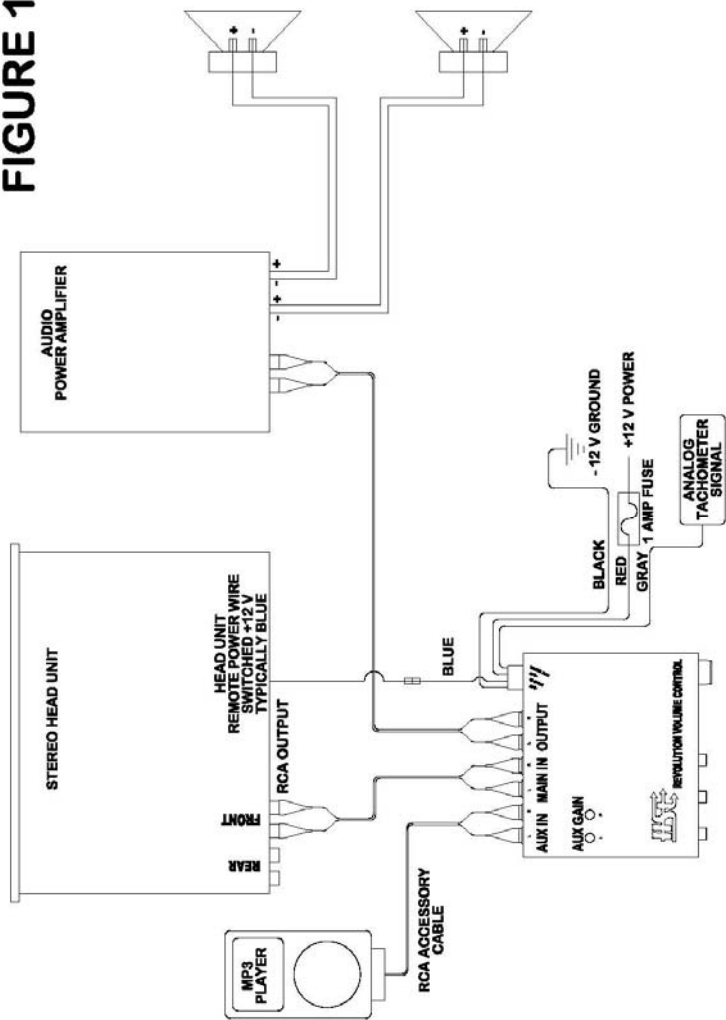 FIGURE 1
+ -
+ -
AUDIO
POWER AMPLIFIER
- + - +
STEREO HEAD UNIT
HEAD UNIT
REMOTE POWER WIRE
SWITCHED +12 V
TYPICALLY BLUE
RCA OUTPUT
FRONT
REAR
MP3
PLAYER
RCA ACCESSORY
CABLE
BLUE
BLACK
RED
GRAY
- 12 V GROUND
+12 V POWER
1 AMP FUSE
ANALOG
TACHOMETER
SIGNAL
L R L R L R
AUX IN MAIN IN OUTPUT
AUX GAIN
L R
REVOLUTION VOLUME CONTROL